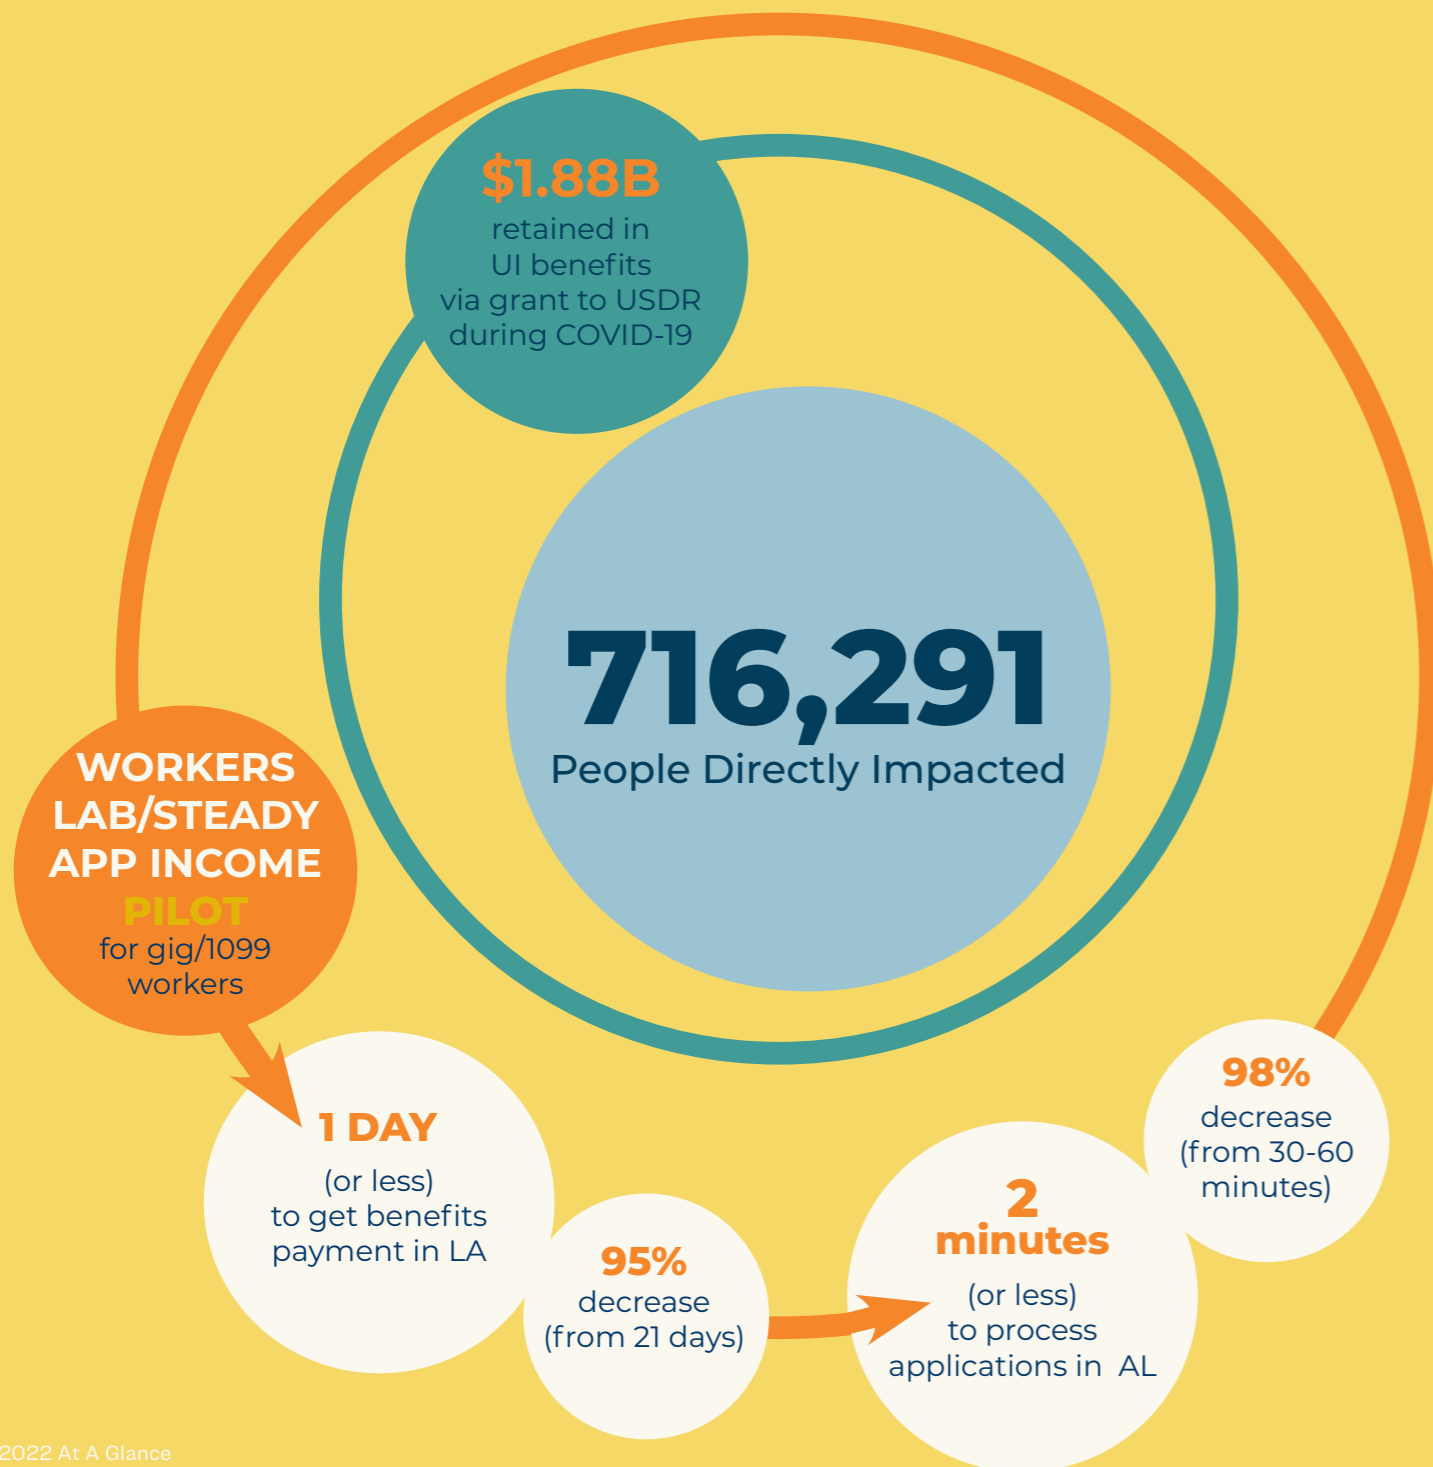 $1.88B
retained in
UI benefits
via grant to USDR
during COVID-19
716,291
People Directly Impacted
WORKERS
LAB/STEADY
APP INCOME
PILOT
for gig/1099
workers
1 DAY
(or less)
to get benefits
payment in LA
95%
decrease
(from 21 days)
2
minutes
(or less)
to process
applications in AL
98%
decrease
(from 30-60
minutes)
2022 At A Glance